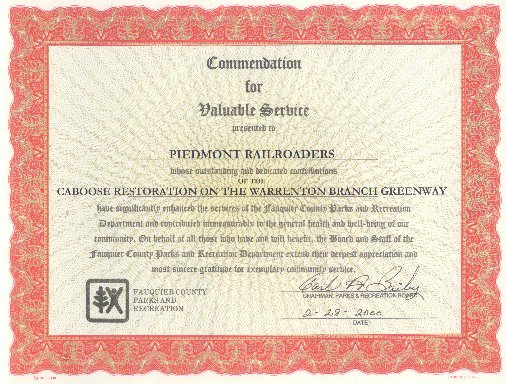 Commendation
for
Valuable Service
presented to
PIEDMONT RAILROADERS
whose outstanding and dedicated contributions
OF THE
CABOOSE RESTORATION ON THE WARRENTON BRANCH GREENWAY
have significantly enhanced the services of the Fauquier County Parks and Recreation
Department and contributed immeasurably to the general health and well-being of our
community. On behalf of all those who have and will benefit, the Board and Staff of the
Fauquier County Parks and Recreation Department extend their deepest appreciation and
most sincere gratitude for exemplary community service.
FAUQUIER COUNTY
PARKS AND
RECREATION
CHAIRMAN, PARKS & RECREATION BOARD
2-28-2000
DATE